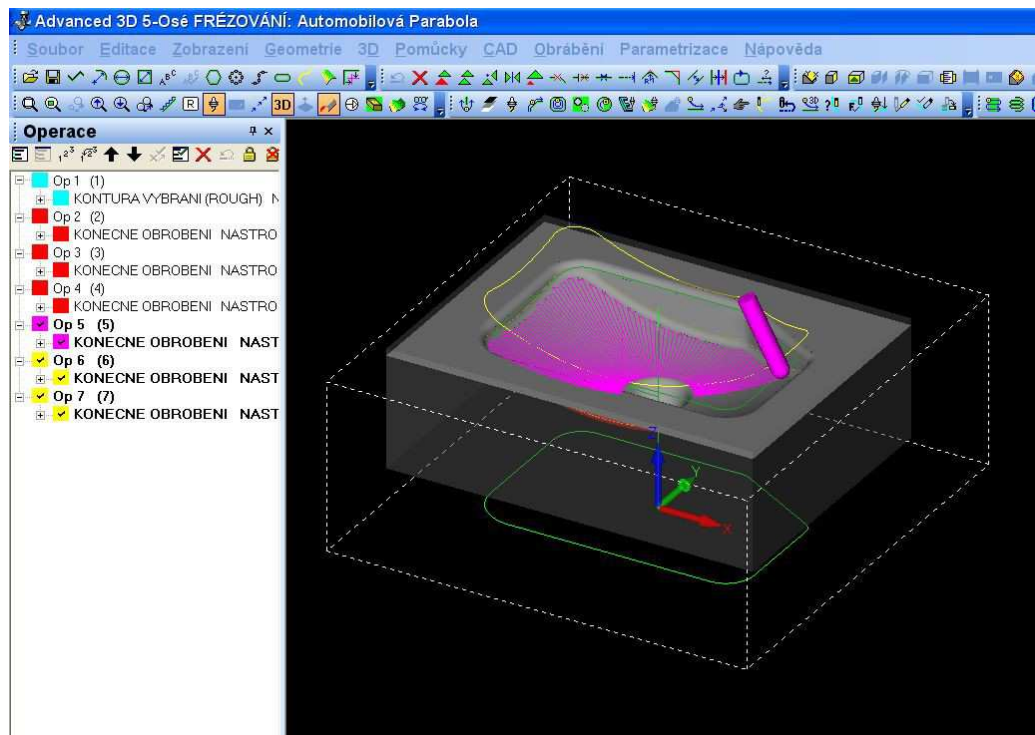 Advanced 3D 5-Osé FRÉZOVÁNÍ: Automobilová Parabola
Soubor Editace Zobrazení Geometrie 3D Pomůcky CAD Obrábění Parametrizace Nápověda
R 3D
Operace
Op 1 (1)
KONTURA VYBRANI (ROUGH) N
Op 2 (2)
KONECNE OBROBENI NASTRO
Op 3 (3)
KONECNE OBROBENI NASTRO
Op 4 (4)
KONECNE OBROBENI NASTRO
Op 5 (5)
KONECNE OBROBENI NAST
Op 6 (6)
KONECNE OBROBENI NAST
Op 7 (7)
KONECNE OBROBENI NAST
Z
Y
X